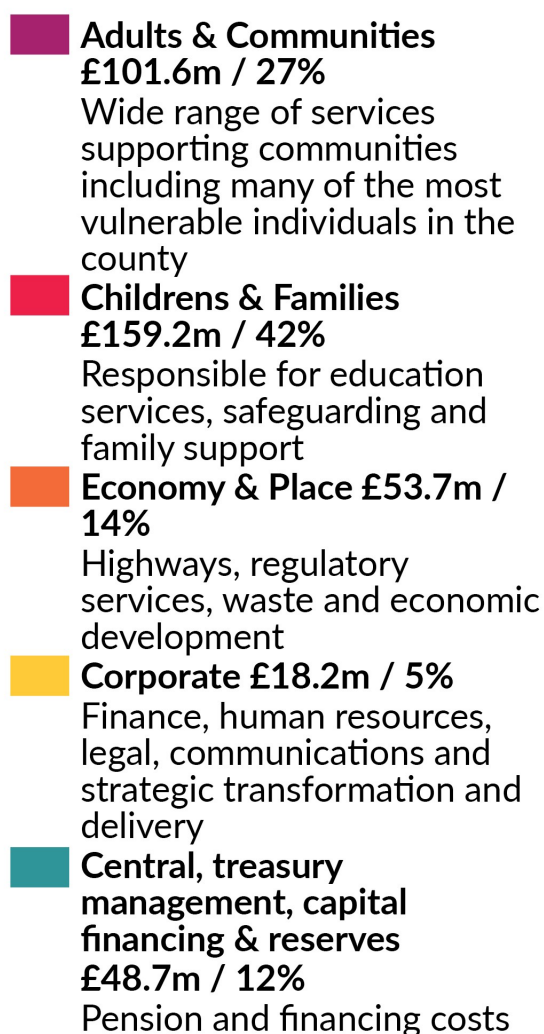 Adults & Communities
£101.6m / 27%
Wide range of services
supporting communities
including many of the most
vulnerable individuals in the
county
Childrens & Families
£159.2m / 42%
Responsible for education
services, safeguarding and
family support
Economy & Place £53.7m /
14%
Highways, regulatory
services, waste and economic
development
Corporate £18.2m / 5%
Finance, human resources,
legal, communications and
strategic transformation and
delivery
Central, treasury
management, capital
financing & reserves
£48.7m / 12%
Pension and financing costs